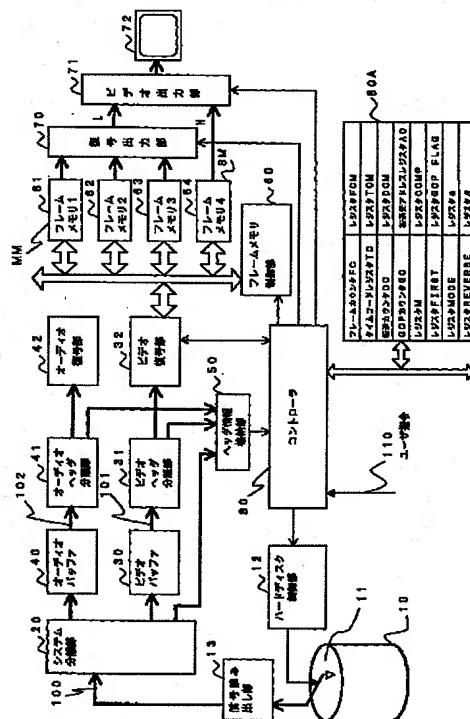 72
71
ビデオ出力部
L
H
70
復号出力部
61
フレームメモリ1
62
フレームメモリ2
63
フレームメモリ3
64
フレームメモリ4
MM
SM
60
フレームメモリ制御部
42
オーディオ復号部
32
ビデオ復号部
50
ヘッダ情報格納部
41
オーディオヘッダ分離部
31
ビデオヘッダ分離部
102
101
40
オーディオバッファ
30
ビデオバッファ
20
システム分離部
100
13
信号読み出し部
12
ハードディスク制御部
11
10
80
コントローラ
110
ユーザ指令
80A
フレームカウンタFC
レジスタFCM
タイムコードレジスタTC
レジスタTCM
レジスタDCM
GOPカウンタGC
レジスタM
レジスタFIRST
レジスタGOP FLAG
レジスタMODE
レジスタREVERSE